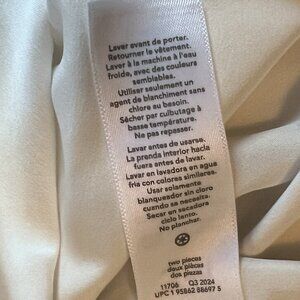 Laver avant de porter.
Retourner le vêtement.
Laver à la machine à l'eau
froide, avec des couleurs
semblables.
Utiliser seulement un
agent de blanchiment sans
chlore au besoin.
Sécher par culbutage à
basse température.
Ne pas repasser.
Lavar antes de usarse.
La prenda interior hacia
fuera antes de lavar.
Lavar en lavadora en agua
fria con colores similares.
Usar solamente
blanqueador sin cloro
cuando sea necesita.
Secar en secadora
ciclo lento.
No planchar.
two pieces
deux pièces
dos piezas
11706 Q3 2024
UPC 1 95862 88697 5